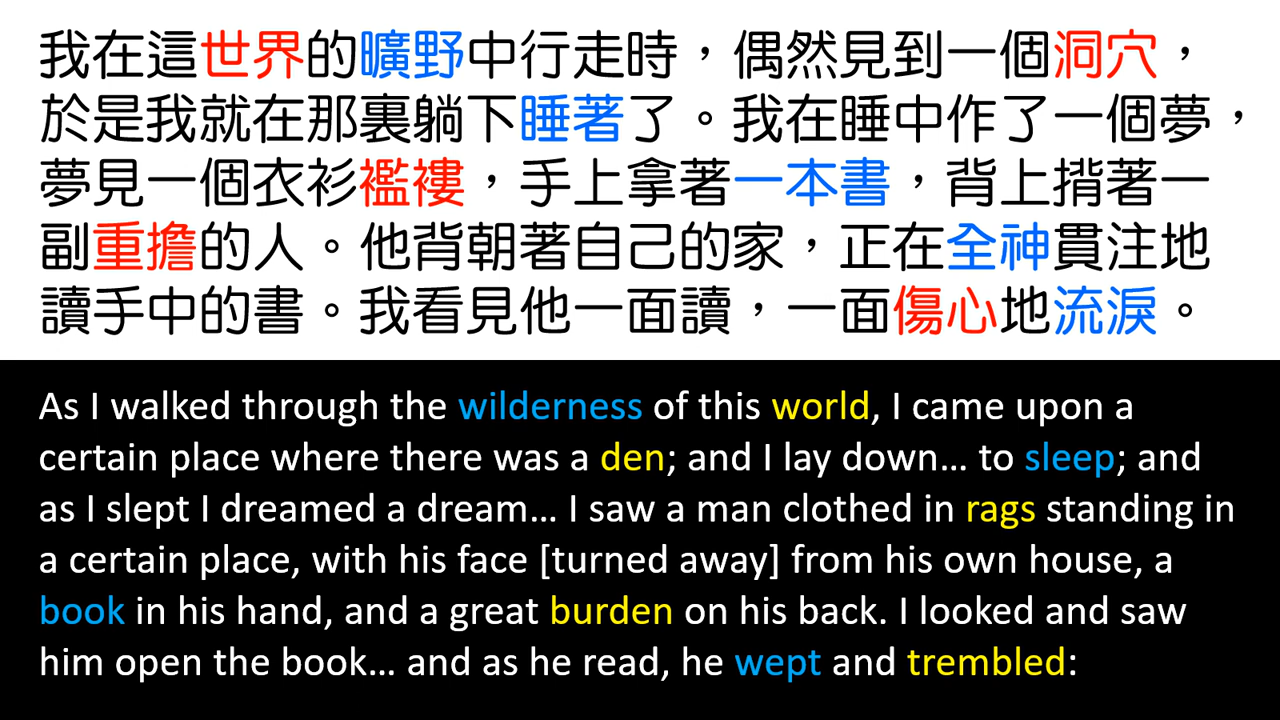 我在這世界的曠野中行走時，偶然見到一個洞穴，
於是我就在那裏躺下睡著了。我在睡中作了一個夢，
夢見一個衣衫襤褸，手上拿著一本書，背上揹著一
副重擔的人。他背朝著自己的家，正在全神貫注地
讀手中的書。我看見他一面讀，一面傷心地流淚。
As I walked through the wilderness of this world, I came upon a
certain place where there was a den; and I lay down… to sleep; and
as I slept I dreamed a dream… I saw a man clothed in rags standing in
a certain place, with his face [turned away] from his own house, a
book in his hand, and a great burden on his back. I looked and saw
him open the book… and as he read, he wept and trembled: